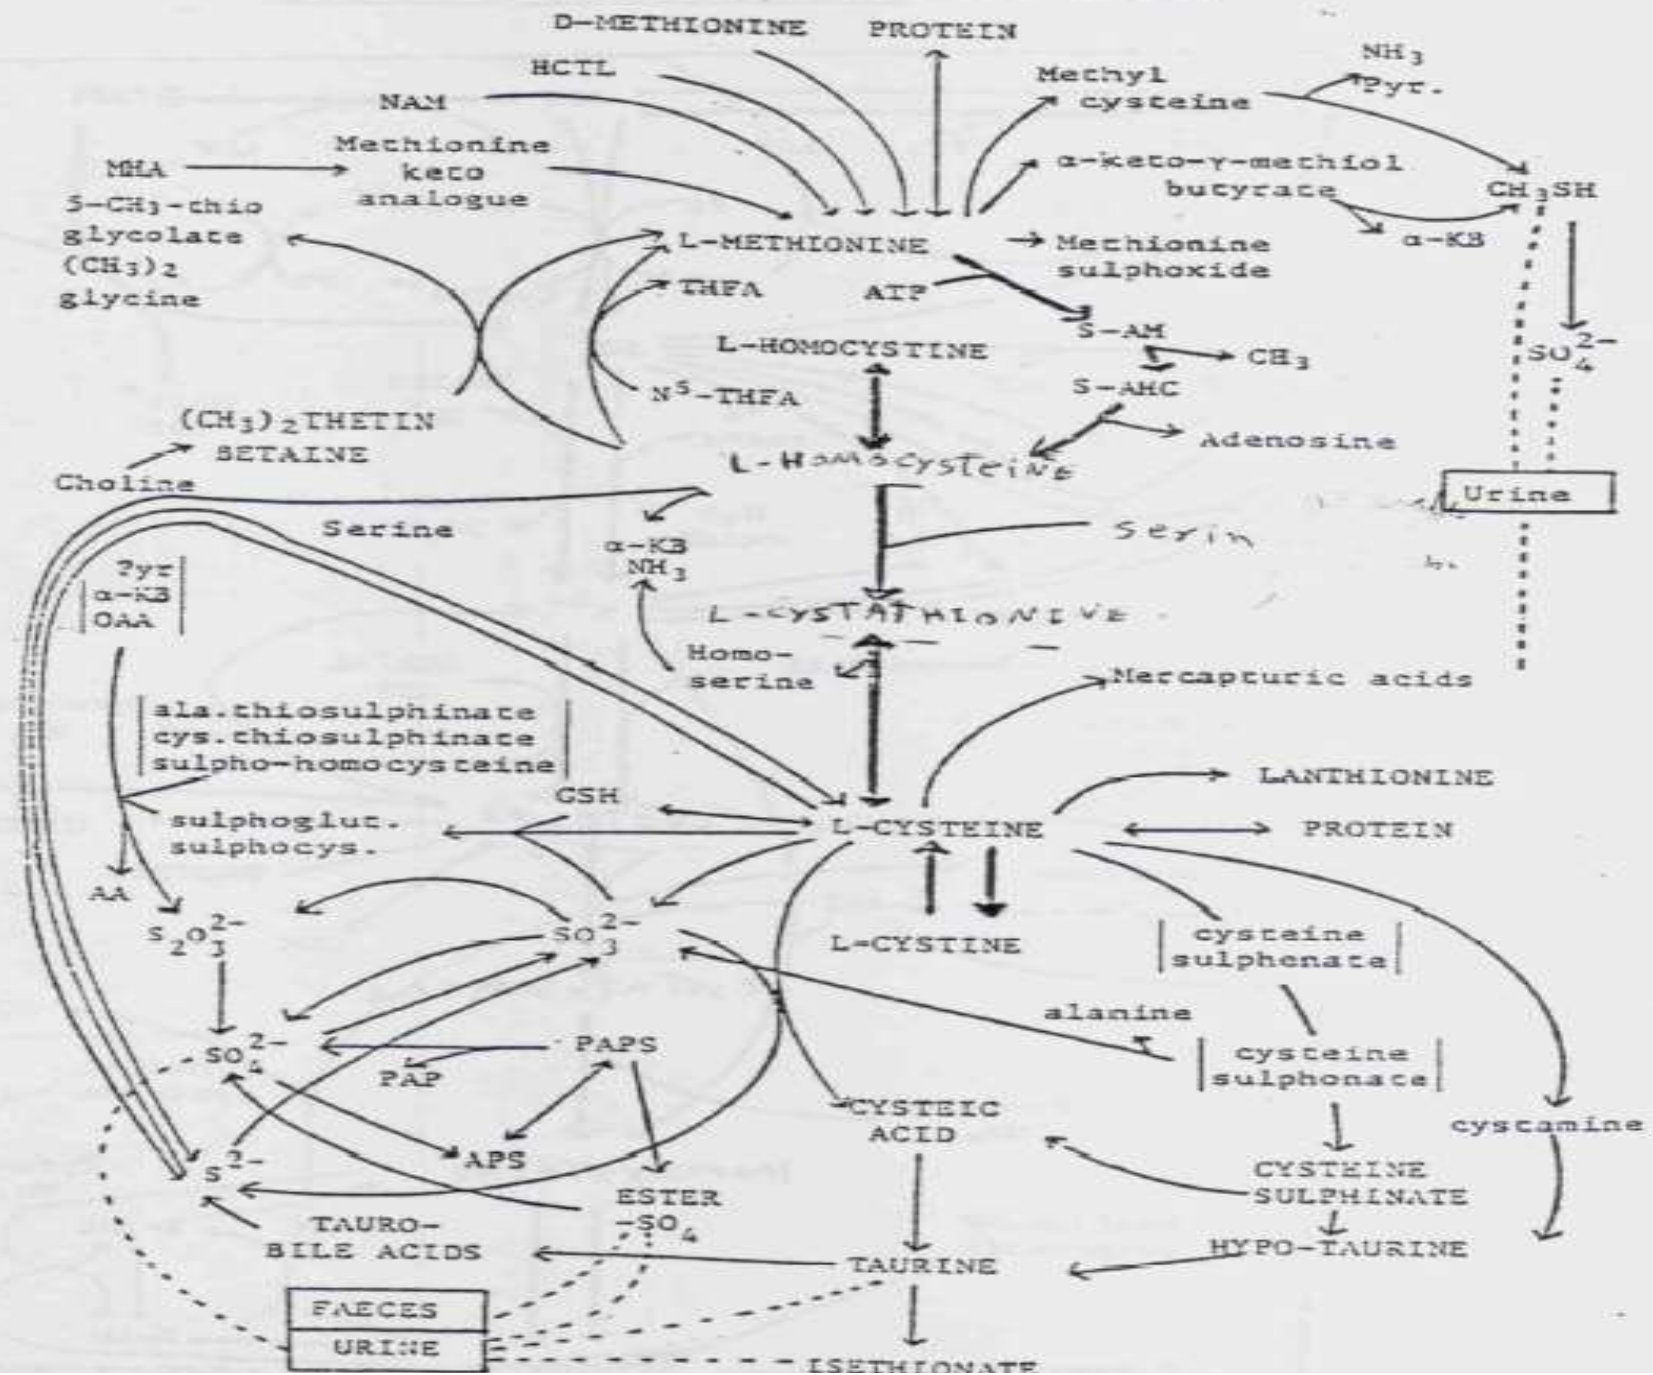 D-METHIONINE PROTEIN
HCTL
NAM
MHA
Methionine
keto
analogue
Methyl
cysteine
NH3
Pyr.
α-keto-γ-methiol
butyrate
CH3SH
α-KB
5-CH3-thio
glycolate
(CH3)2
glycine
L-METHIONINE
Methionine
sulphoxide
THFA
ATP
S-AM
CH3
SO4 2-
L-HOMOCYSTINE
N5-THFA
S-AHC
Adenosine
(CH3)2THETIN
BETAINE
Choline
L-HOMOCYSTEINE
Urine
Serine
α-KB
NH3
Serin
?yr
α-KB
OAA
L-CYSTATHIONIVE
Homo-
serine
Mercapturic acids
ala.thiosulphinate
cys.thiosulphinate
sulpho-homocysteine
GSH
LANTHIONINE
sulphoglut.
sulphocys.
L-CYSTEINE
PROTEIN
AA
S2O3 2-
SO3 2-
L-CYSTINE
cysteine
sulphenate
alanine
SO4 2-
PAPS
PAP
cysteine
sulphonate
CYSTEIC
ACID
cystamine
S 2-
APS
CYSTEINE
SULPHINATE
ESTER
-SO4
TAURO-
BILE ACIDS
TAURINE
HYPO-TAURINE
FAECES
URINE
ISETHIONATE